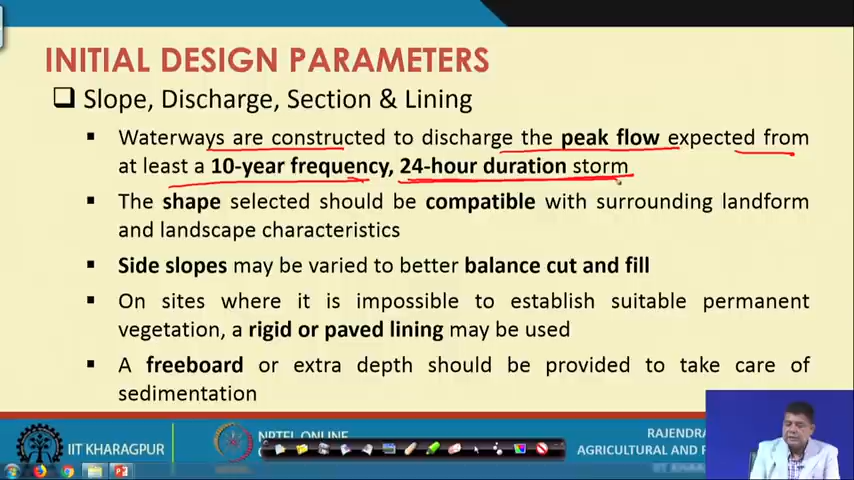 INITIAL DESIGN PARAMETERS
Slope, Discharge, Section & Lining
Waterways are constructed to discharge the peak flow expected from
at least a 10-year frequency, 24-hour duration storm
The shape selected should be compatible with surrounding landform
and landscape characteristics
Side slopes may be varied to better balance cut and fill
On sites where it is impossible to establish suitable permanent
vegetation, a rigid or paved lining may be used
A freeboard or extra depth should be provided to take care of
sedimentation
IIT KHARAGPUR
NPTEL ONLINE
RAJENDRA
AGRICULTURAL AND F
IIT KHARA